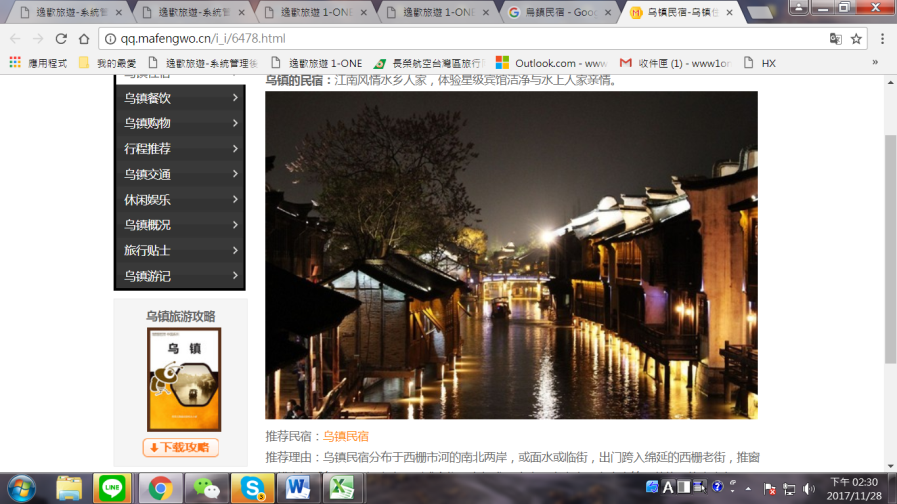 逸歡旅遊-系統管
逸歡旅遊-系統管
逸歡旅遊 1-ONE
逸歡旅遊 1-ONE
烏鎮民宿 - Goo
乌镇民宿-乌镇住
qq.mafengwo.cn/i_i/6478.html
應用程式
我的最愛
逸歡旅遊-系統管理後
逸歡旅遊 1-ONE
長榮航空台灣區旅行
Outlook.com - www
收件匣 (1) - www1or
HX
»
乌镇餐饮
乌镇购物
行程推荐
乌镇交通
休闲娱乐
乌镇概况
旅行贴士
乌镇游记
乌镇旅游攻略
乌 镇
下载攻略
乌镇的民宿：江南风情水乡人家，体验星级宾馆洁净与水上人家亲情。
推荐民宿：乌镇民宿
推荐理由：乌镇民宿分布于西栅市河的南北两岸，或面水或临街，出门跨入绵延的西栅老街，推窗
LINE
下午 02:30
2017/11/28